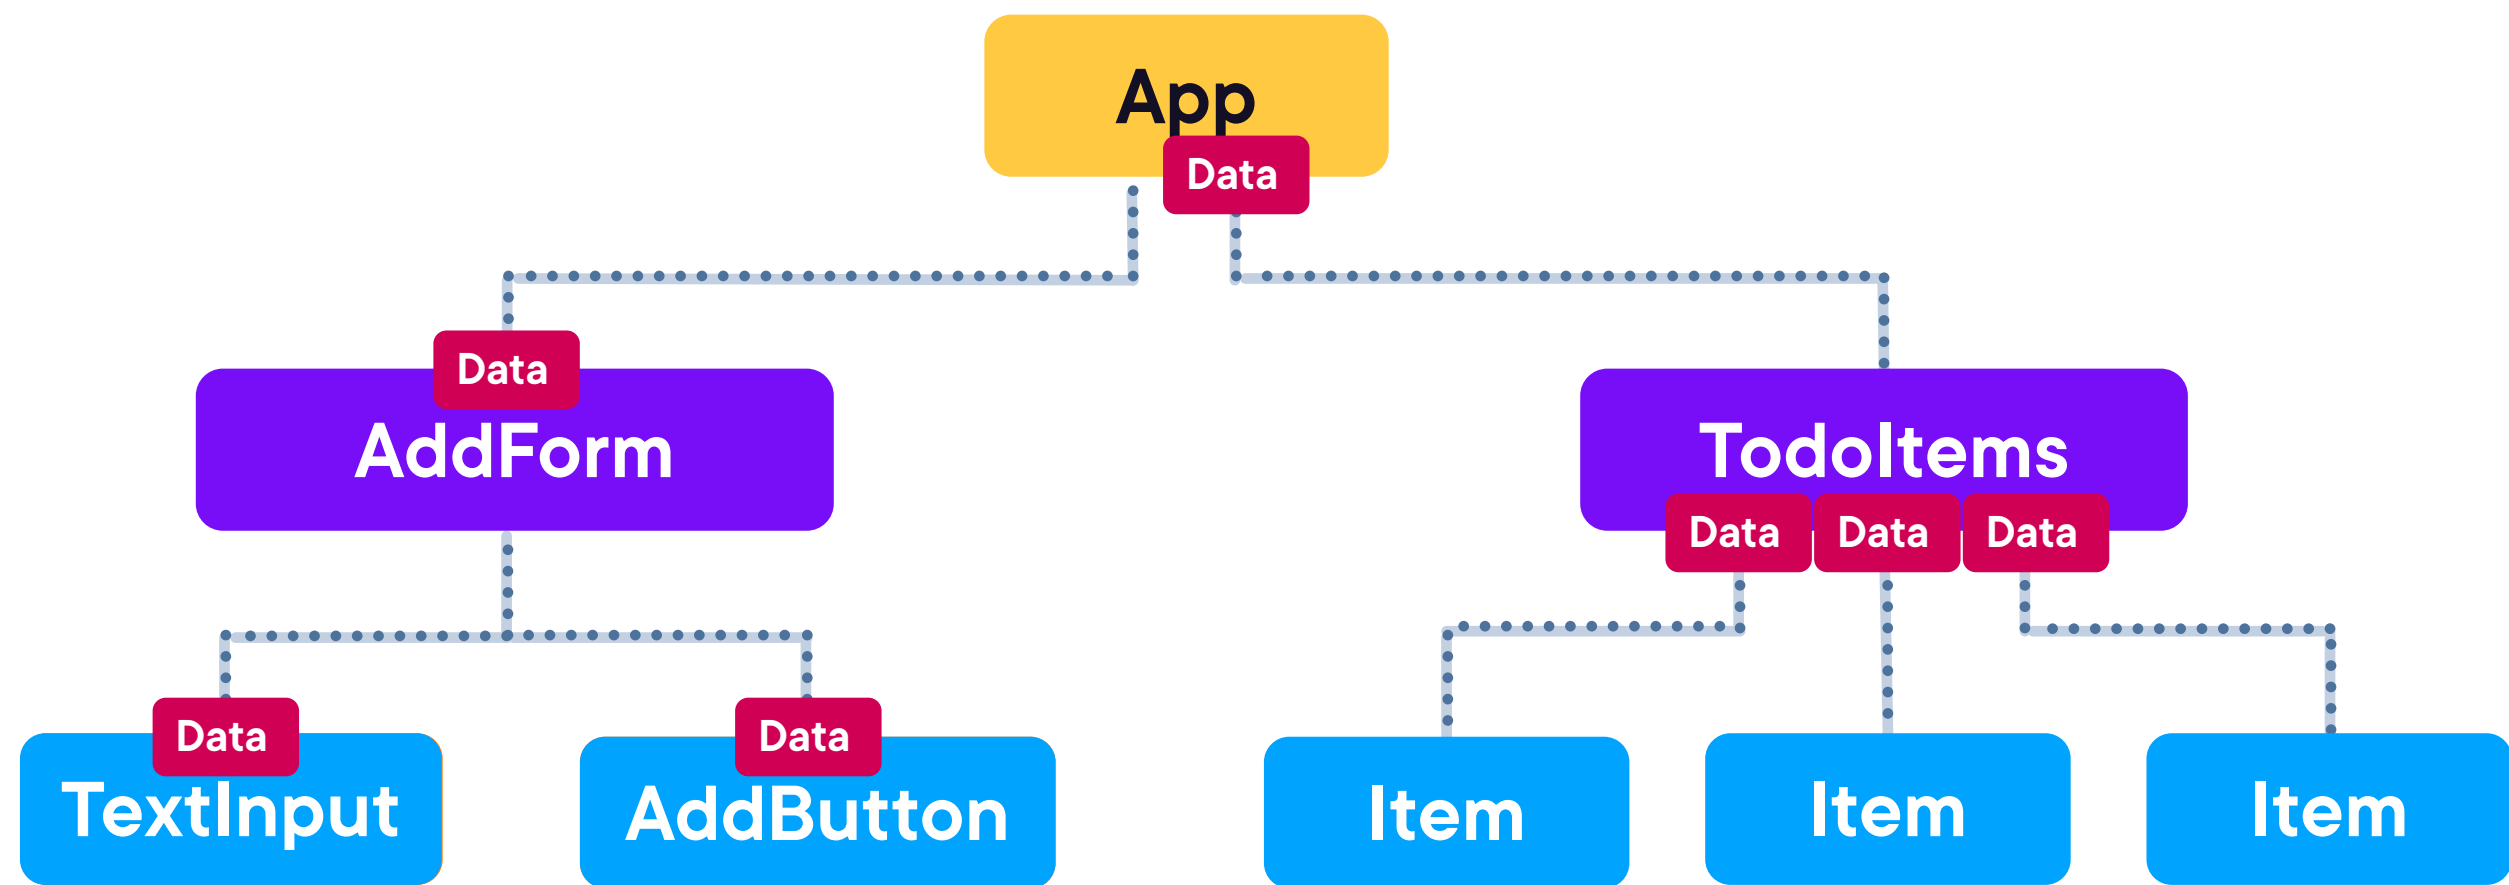 App
Data
Data
AddForm
TodoItems
Data
Data
Data
Data
TextInput
Data
AddButton
Item
Item
Item